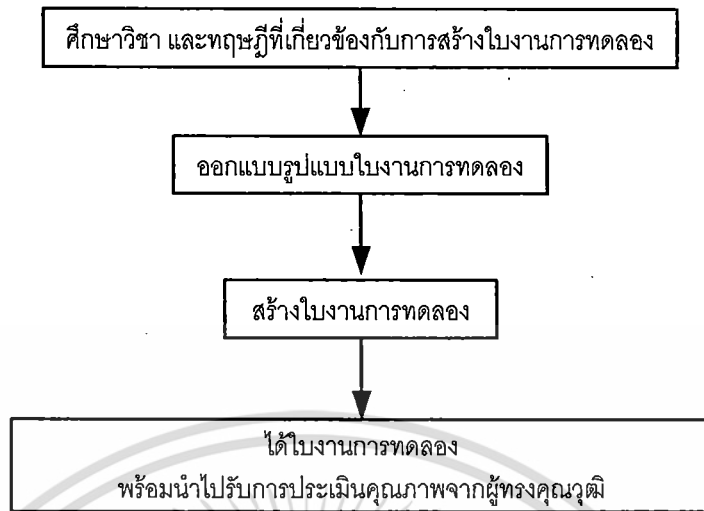 ศึกษาวิชา และทฤษฎีที่เกี่ยวข้องกับการสร้างใบงานการทดลอง
ออกแบบรูปแบบใบงานการทดลอง
สร้างใบงานการทดลอง
ได้ใบงานการทดลอง
พร้อมนำไปรับการประเมินคุณภาพจากผู้ทรงคุณวุฒิ